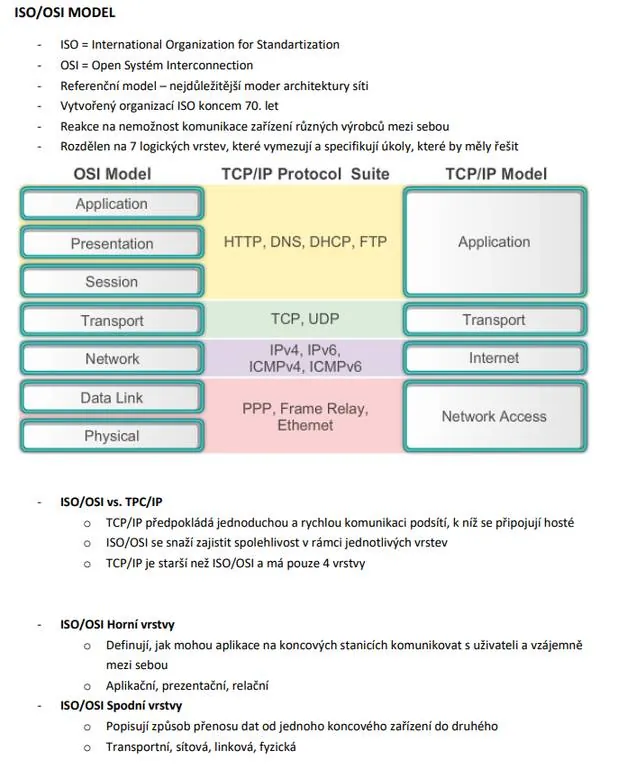 ISO/OSI MODEL
- ISO = International Organization for Standartization
- OSI = Open Systém Interconnection
- Referenční model – nejdůležitější moder architektury síti
- Vytvořený organizací ISO koncem 70. let
- Reakce na nemožnost komunikace zařízení různých výrobců mezi sebou
- Rozdělen na 7 logických vrstev, které vymezují a specifikují úkoly, které by měly řešit
OSI Model
TCP/IP Protocol Suite
TCP/IP Model
Application
Presentation
Session
HTTP, DNS, DHCP, FTP
Application
Transport
TCP, UDP
Transport
Network
IPv4, IPv6,
ICMPv4, ICMPv6
Internet
Data Link
Physical
PPP, Frame Relay,
Ethernet
Network Access
- ISO/OSI vs. TPC/IP
o TCP/IP předpokládá jednoduchou a rychlou komunikaci podsítí, k níž se připojují hosté
o ISO/OSI se snaží zajistit spolehlivost v rámci jednotlivých vrstev
o TCP/IP je starší než ISO/OSI a má pouze 4 vrstvy
- ISO/OSI Horní vrstvy
o Definují, jak mohou aplikace na koncových stanicích komunikovat s uživateli a vzájemně
mezi sebou
o Aplikační, prezentační, relační
- ISO/OSI Spodní vrstvy
o Popisují způsob přenosu dat od jednoho koncového zařízení do druhého
o Transportní, sítová, linková, fyzická